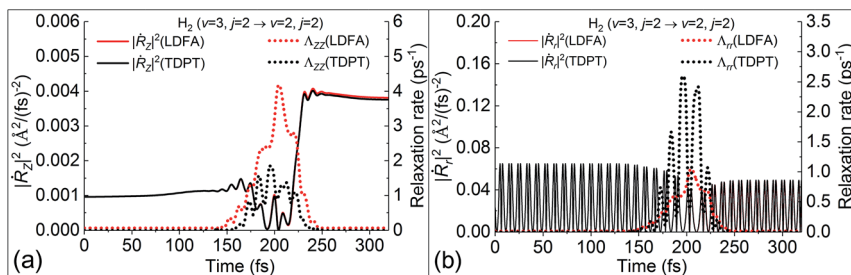 H₂ (v=3, j=2 → v=2, j=2)
|Ṙ_Z|²(LDFA) Λ_ZZ(LDFA)
|Ṙ_Z|²(TDPT) Λ_ZZ(TDPT)
|Ṙ_Z|² (Å²/(fs)⁻²)
0.006
0.005
0.004
0.003
0.002
0.001
0.000
6
5
4
3
2
1
0
Relaxation rate (ps⁻¹)
(a)
0 50 100 150 200 250 300
Time (fs)
H₂ (v=3, j=2 → v=2, j=2)
|Ṙ_r|²(LDFA) Λ_rr(LDFA)
|Ṙ_r|²(TDPT) Λ_rr(TDPT)
|Ṙ_r|² (Å²/(fs)⁻²)
0.20
0.16
0.12
0.08
0.04
0.00
3.5
3.0
2.5
2.0
1.5
1.0
0.5
0.0
Relaxation rate (ps⁻¹)
(b)
0 50 100 150 200 250 300
Time (fs)